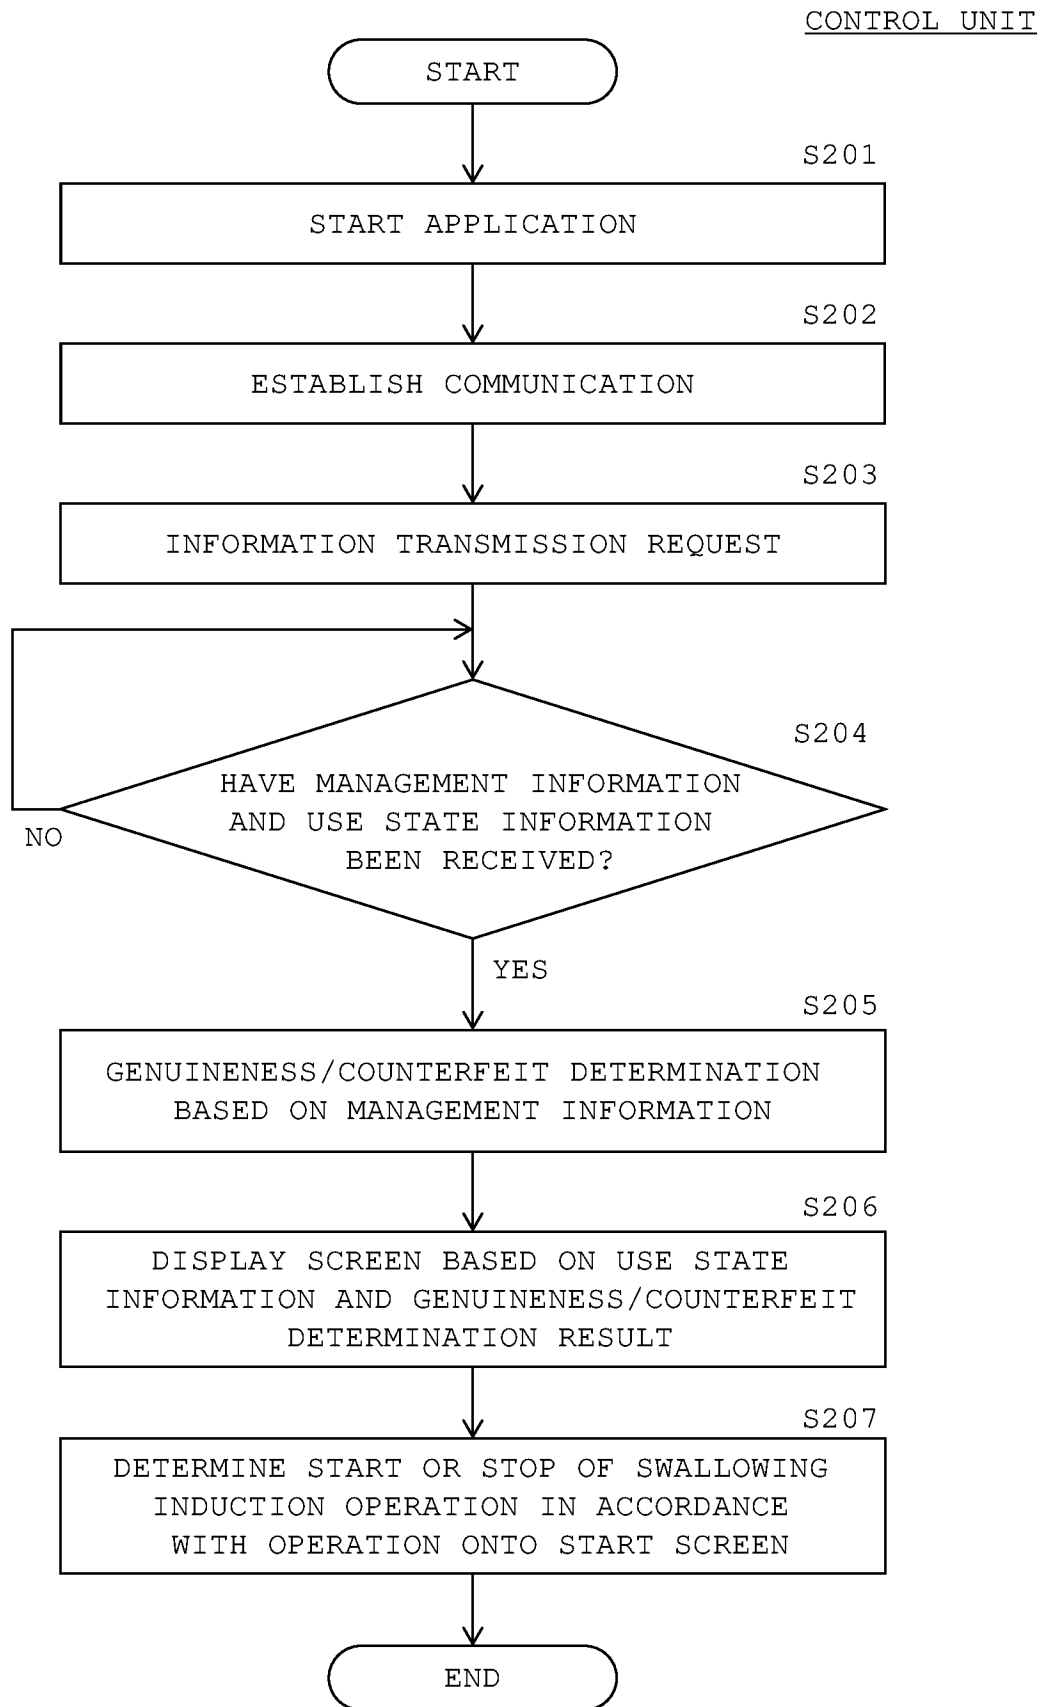 CONTROL UNIT
START
S201
START APPLICATION
S202
ESTABLISH COMMUNICATION
S203
INFORMATION TRANSMISSION REQUEST
S204
HAVE MANAGEMENT INFORMATION
AND USE STATE INFORMATION
BEEN RECEIVED?
NO
YES
S205
GENUINENESS/COUNTERFEIT DETERMINATION
BASED ON MANAGEMENT INFORMATION
S206
DISPLAY SCREEN BASED ON USE STATE
INFORMATION AND GENUINENESS/COUNTERFEIT
DETERMINATION RESULT
S207
DETERMINE START OR STOP OF SWALLOWING
INDUCTION OPERATION IN ACCORDANCE
WITH OPERATION ONTO START SCREEN
END